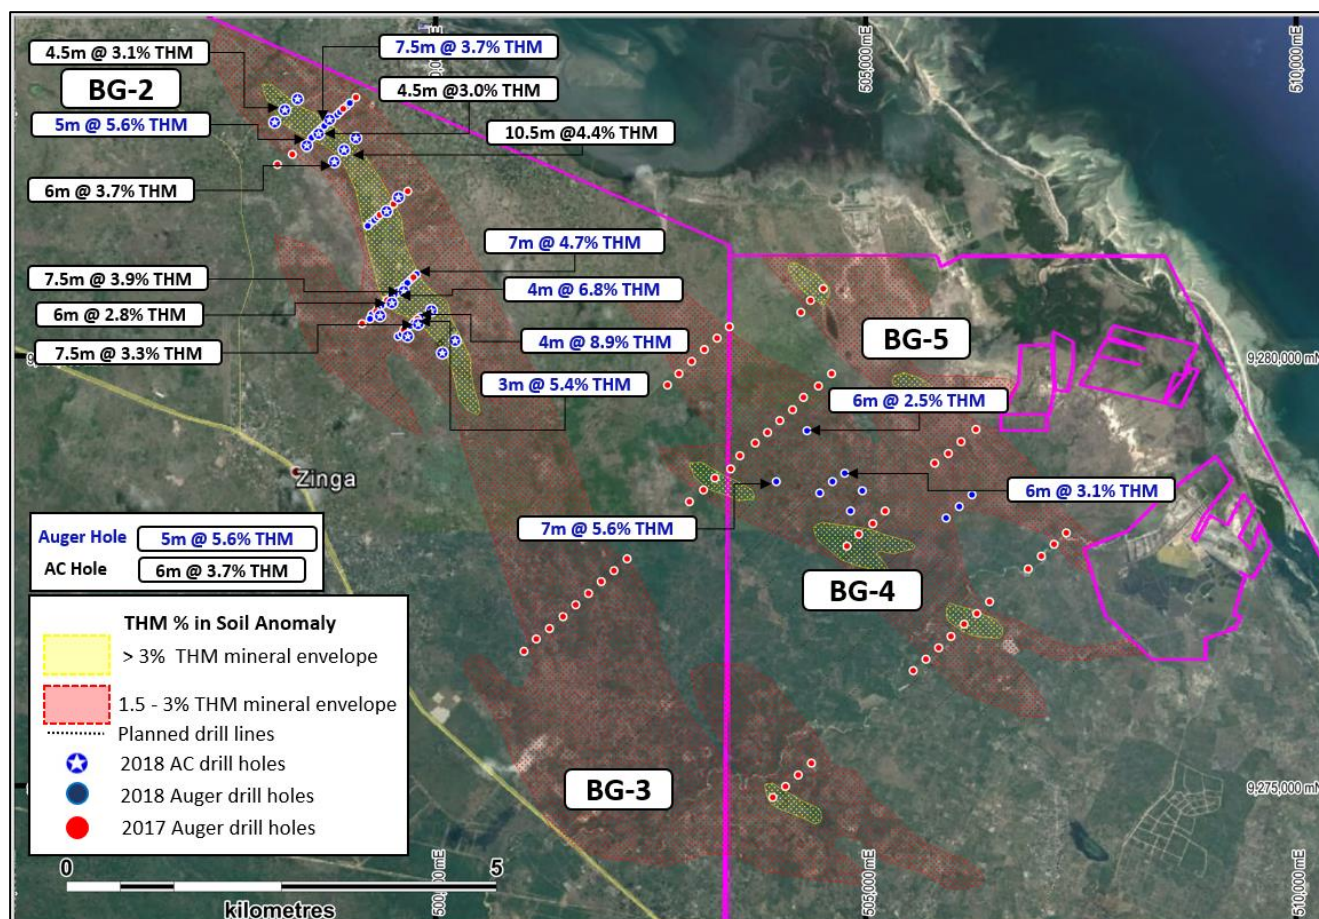 4.5m @ 3.1% THM
7.5m @ 3.7% THM
BG-2
4.5m @3.0% THM
5m @ 5.6% THM
10.5m @4.4% THM
6m @ 3.7% THM
7m @ 4.7% THM
7.5m @ 3.9% THM
4m @ 6.8% THM
6m @ 2.8% THM
4m @ 8.9% THM
7.5m @ 3.3% THM
3m @ 5.4% THM
BG-5
6m @ 2.5% THM
6m @ 3.1% THM
7m @ 5.6% THM
BG-4
BG-3
Zinga
505,000 mE
510,000 mE
9,280,000 mN
9,275,000 mN
500,000 mE
505,000 mE
510,000 mE
Auger Hole 5m @ 5.6% THM
AC Hole 6m @ 3.7% THM
THM % in Soil Anomaly
> 3% THM mineral envelope
1.5 - 3% THM mineral envelope
Planned drill lines
2018 AC drill holes
2018 Auger drill holes
2017 Auger drill holes
0 5
kilometres